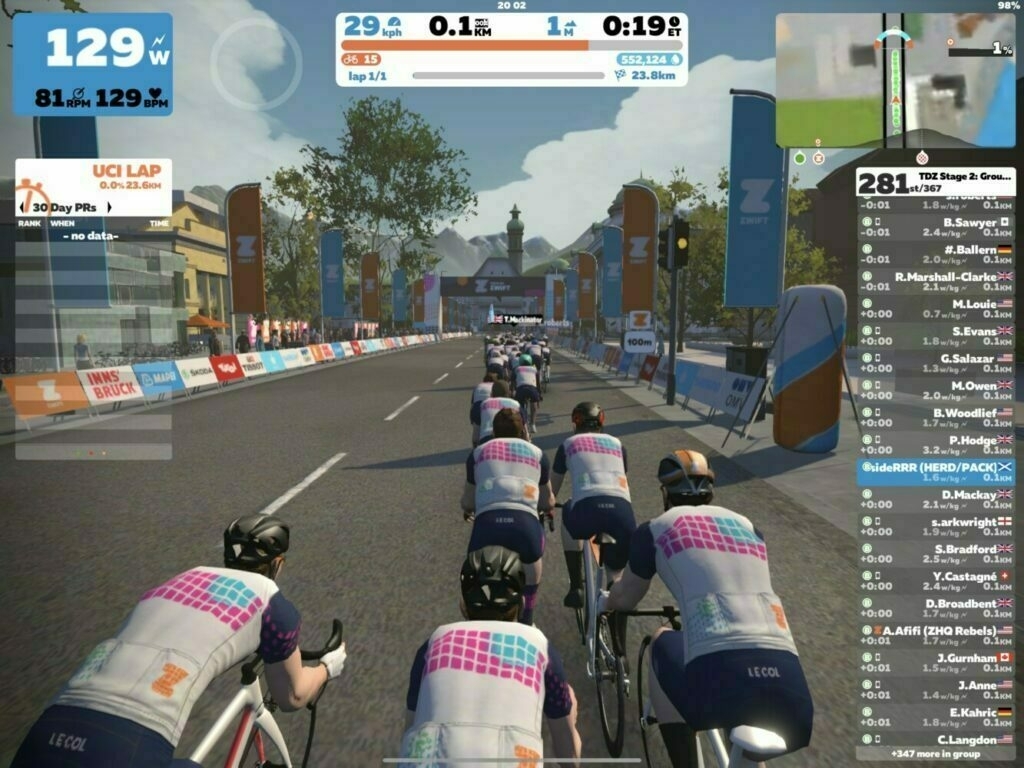 20 02
98%
129w
81 RPM 129 BPM
29 kph 0.1 KM 1 M 0:19 ET
15
552,124
lap 1/1
23.8km
1%
UCI LAP
0.0% 23.6KM
30 Day PRs
RANK WHEN TIME
- no data-
281st/367
TDZ Stage 2: Grou...
-0:01 1.8w/kg 0.1KM
B.Sawyer
-0:01 2.4w/kg 0.1KM
#.Ballern
-0:01 2.0w/kg 0.1KM
R.Marshall-Clarke
-0:01 2.1w/kg 0.1KM
M.Louie
+0:00 0.7w/kg 0.1KM
S.Evans
+0:00 1.8w/kg 0.1KM
G.Salazar
+0:00 1.3w/kg 0.1KM
M.Owen
+0:00 2.0w/kg 0.1KM
B.Woodlief
+0:00 1.7w/kg 0.1KM
P.Hodge
+0:00 3.2w/kg 0.1KM
sideRRR (HERD/PACK)
1.6w/kg 0.1KM
D.Mackay
+0:00 2.1w/kg 0.1KM
s.arkwright
+0:00 1.9w/kg 0.1KM
S.Bradford
+0:00 2.5w/kg 0.1KM
Y.Castagné
+0:00 2.4w/kg 0.1KM
D.Broadbent
+0:00 1.7w/kg 0.1KM
A.Afifi (ZHQ Rebels)
+0:01 1.7w/kg 0.1KM
J.Gurnham
+0:01 1.5w/kg 0.1KM
J.Anne
+0:01 1.4w/kg 0.1KM
E.Kahric
+0:01 1.8w/kg 0.1KM
C.Langdon
+347 more in group
ZWIFT
ZWIFT
T.Mackinator
100m
INNS'
BRUCK
MAPEI
ŠKODA
TISSOT
OMV
LE COL
LE COL
LE COL